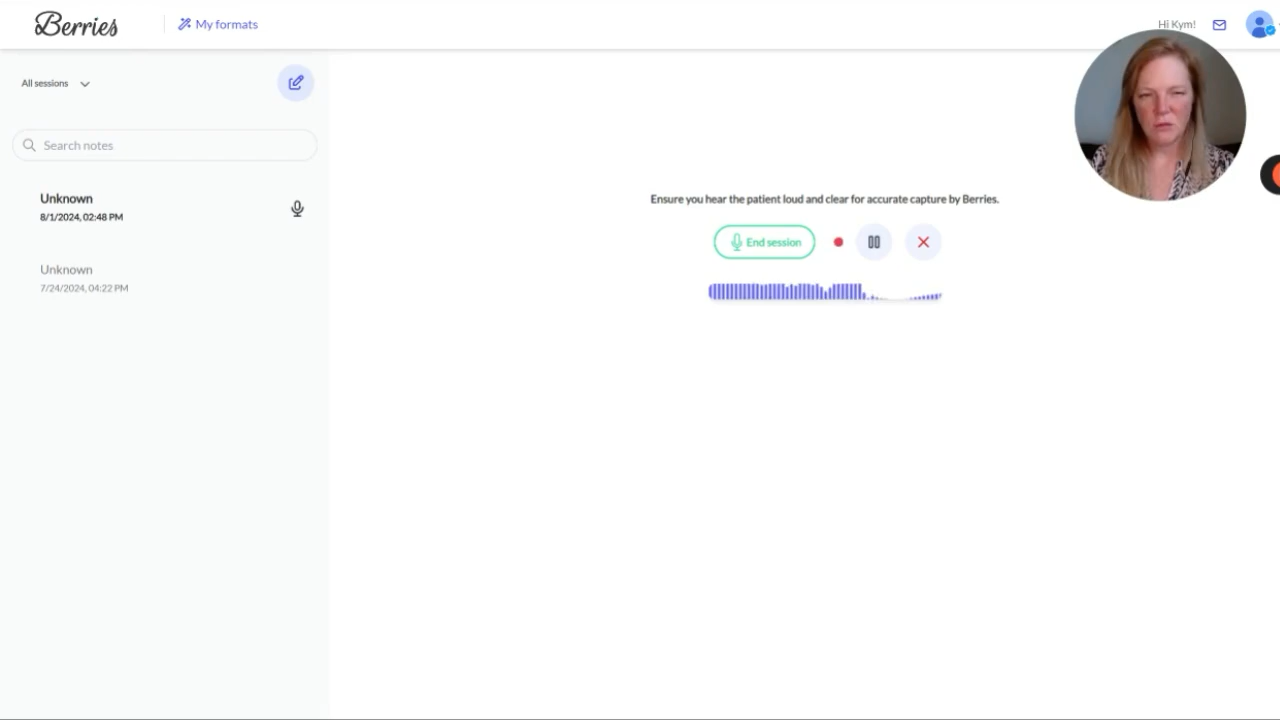 Berries
My formats
Hi Kym!
All sessions
Search notes
Unknown
8/1/2024, 02:48 PM
Unknown
7/24/2024, 04:22 PM
Ensure you hear the patient loud and clear for accurate capture by Berries.
End session